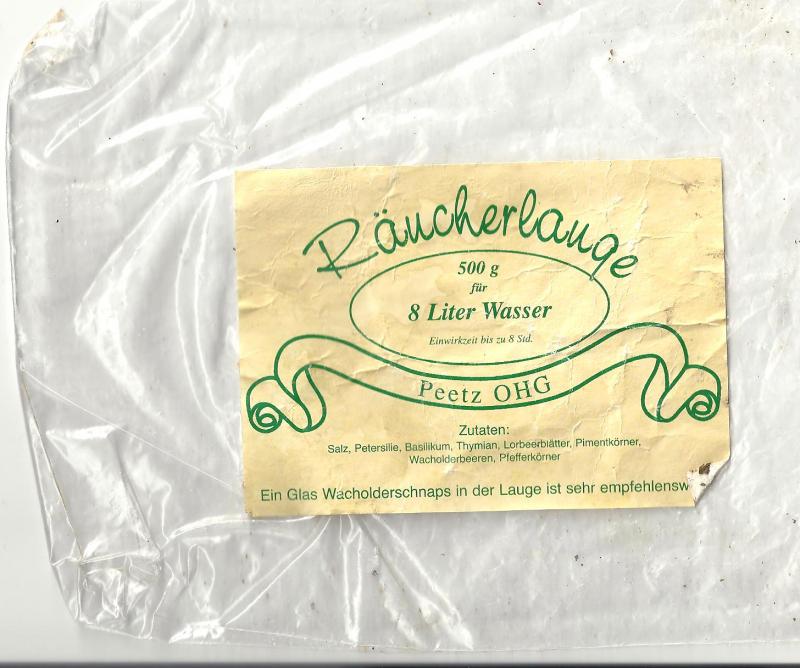 Räucherlauge
500 g
für
8 Liter Wasser
Einwirkzeit bis zu 8 Std.
Peetz OHG
Zutaten:
Salz, Petersilie, Basilikum, Thymian, Lorbeerblätter, Pimentkörner,
Wacholderbeeren, Pfefferkörner
Ein Glas Wacholderschnaps in der Lauge ist sehr empfehlensw